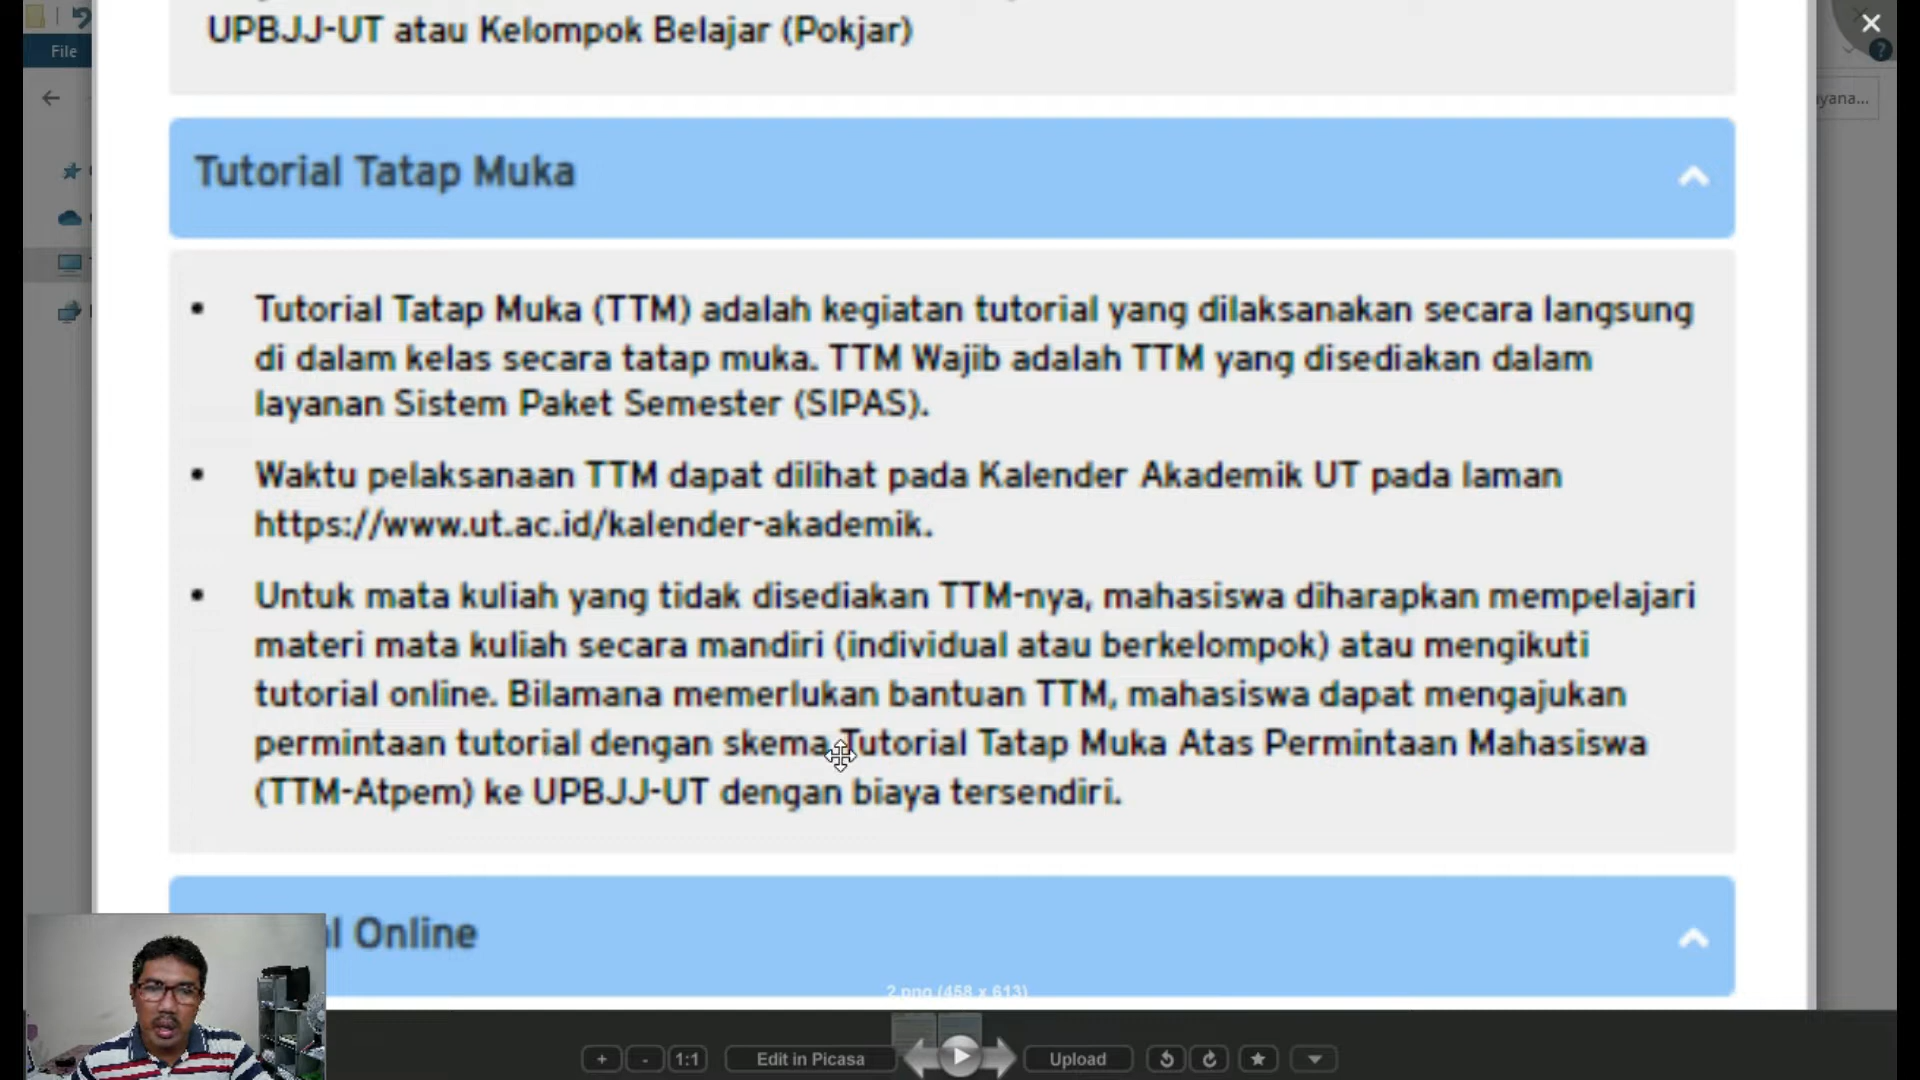 UPBJJ-UT atau Kelompok Belajar (Pokjar)
File
yana...
Tutorial Tatap Muka
• Tutorial Tatap Muka (TTM) adalah kegiatan tutorial yang dilaksanakan secara langsung
di dalam kelas secara tatap muka. TTM Wajib adalah TTM yang disediakan dalam
layanan Sistem Paket Semester (SIPAS).
• Waktu pelaksanaan TTM dapat dilihat pada Kalender Akademik UT pada laman
https://www.ut.ac.id/kalender-akademik.
• Untuk mata kuliah yang tidak disediakan TTM-nya, mahasiswa diharapkan mempelajari
materi mata kuliah secara mandiri (individual atau berkelompok) atau mengikuti
tutorial online. Bilamana memerlukan bantuan TTM, mahasiswa dapat mengajukan
permintaan tutorial dengan skema Tutorial Tatap Muka Atas Permintaan Mahasiswa
(TTM-Atpem) ke UPBJJ-UT dengan biaya tersendiri.
l Online
2.png (458 x 613)
+ - 1:1 Edit in Picasa Upload